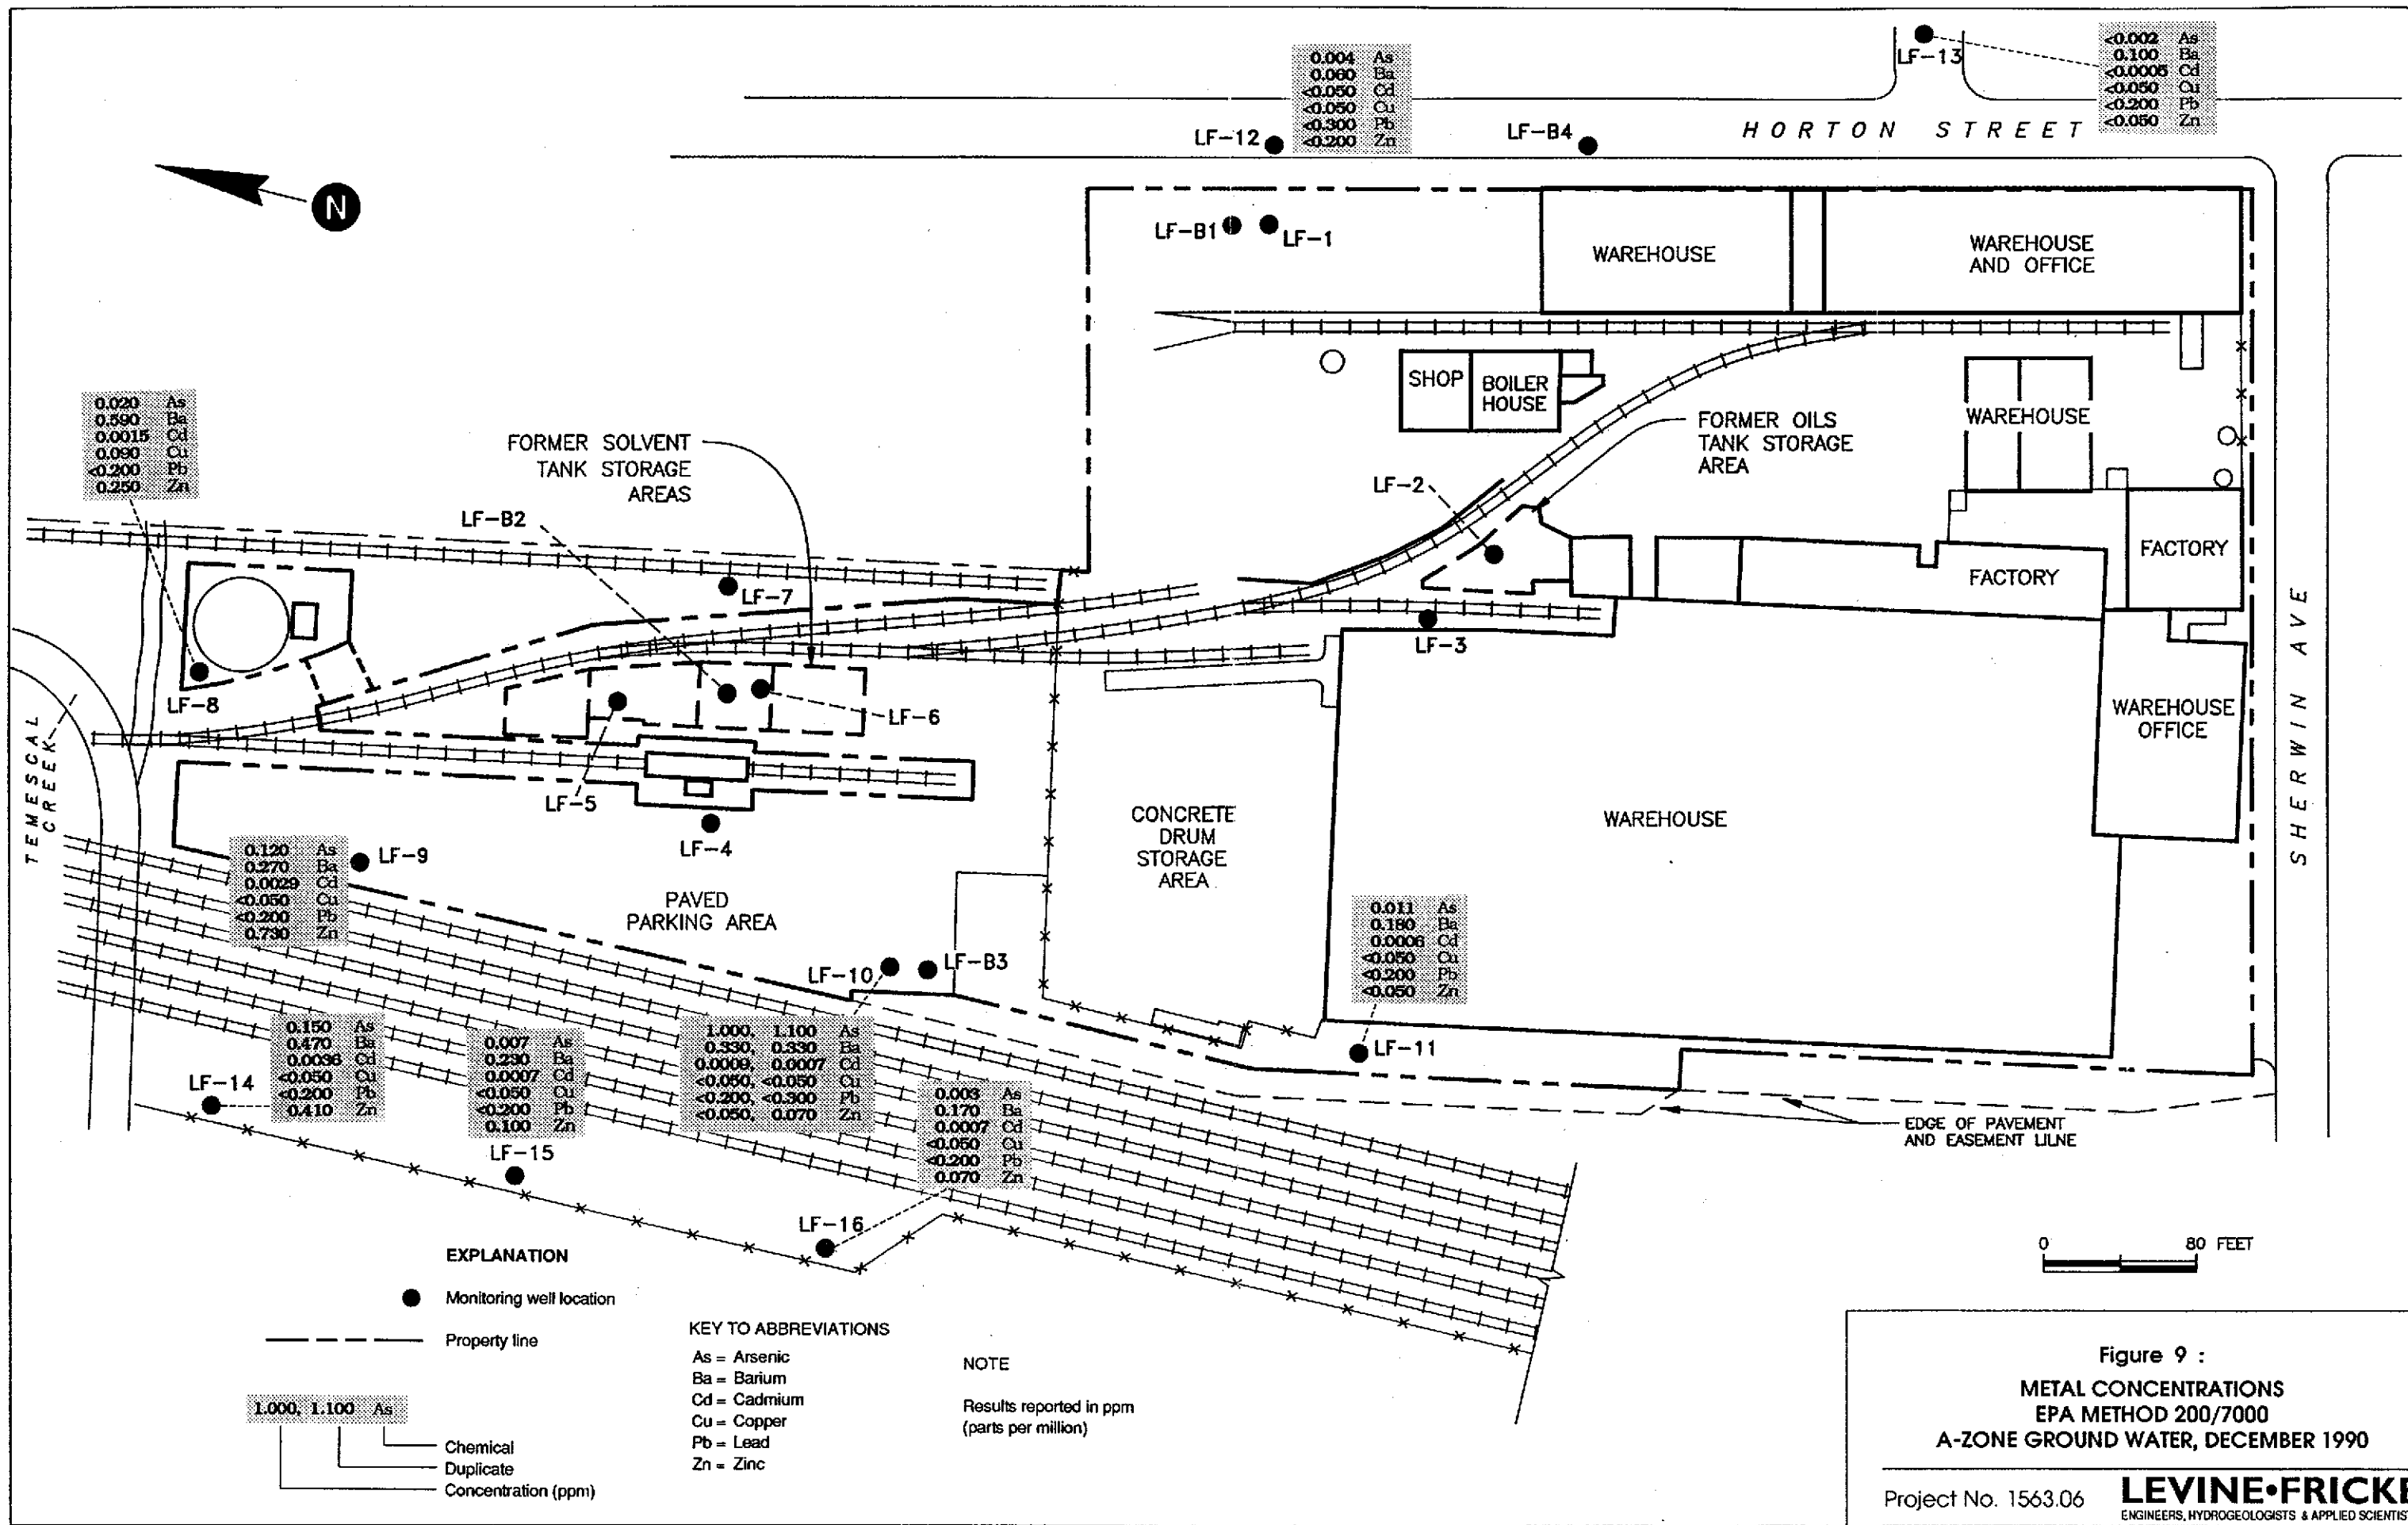 LF-13
<0.002 As
0.100 Ba
<0.0005 Cd
<0.050 Cu
<0.200 Pb
<0.050 Zn
0.004 As
0.060 Ba
<0.050 Cd
<0.050 Cu
<0.300 Pb
<0.200 Zn
LF-12
LF-B4
HORTON STREET
N
LF-B1
LF-1
WAREHOUSE
WAREHOUSE
AND OFFICE
SHOP
BOILER
HOUSE
FORMER OILS
TANK STORAGE
AREA
WAREHOUSE
0.020 As
0.590 Ba
0.0015 Cd
0.090 Cu
<0.200 Pb
0.250 Zn
FORMER SOLVENT
TANK STORAGE
AREAS
LF-2
LF-B2
FACTORY
FACTORY
LF-7
LF-3
LF-8
LF-6
WAREHOUSE
OFFICE
SHERWIN AVE
TEMESCAL
CREEK
LF-5
LF-4
CONCRETE
DRUM
STORAGE
AREA
WAREHOUSE
0.120 As
0.270 Ba
0.0029 Cd
<0.050 Cu
<0.200 Pb
0.730 Zn
LF-9
PAVED
PARKING AREA
LF-10
LF-B3
0.011 As
0.180 Ba
0.0006 Cd
<0.050 Cu
<0.200 Pb
<0.050 Zn
LF-11
0.150 As
0.470 Ba
0.0036 Cd
<0.050 Cu
<0.200 Pb
0.410 Zn
LF-14
0.007 As
0.230 Ba
0.0007 Cd
<0.050 Cu
<0.200 Pb
0.100 Zn
LF-15
1.000, 1.100 As
0.330, 0.330 Ba
0.0009, 0.0007 Cd
<0.050, <0.050 Cu
<0.200, <0.300 Pb
<0.050, 0.070 Zn
0.003 As
0.170 Ba
0.0007 Cd
<0.050 Cu
<0.200 Pb
0.070 Zn
LF-16
EDGE OF PAVEMENT
AND EASEMENT LILNE
0 80 FEET
EXPLANATION
Monitoring well location
Property line
1.000, 1.100 As
Chemical
Duplicate
Concentration (ppm)
KEY TO ABBREVIATIONS
As = Arsenic
Ba = Barium
Cd = Cadmium
Cu = Copper
Pb = Lead
Zn = Zinc
NOTE
Results reported in ppm
(parts per million)
Figure 9 :
METAL CONCENTRATIONS
EPA METHOD 200/7000
A-ZONE GROUND WATER, DECEMBER 1990
Project No. 1563.06
LEVINE•FRICKE
ENGINEERS, HYDROGEOLOGISTS & APPLIED SCIENTIST